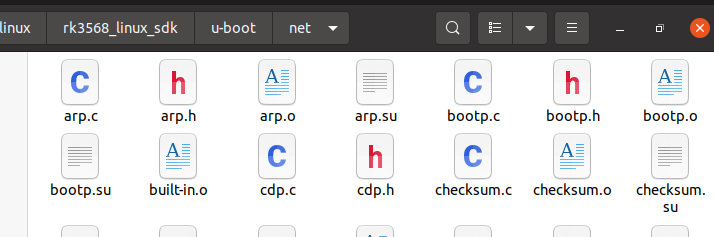 linux rk3568_linux_sdk u-boot net
arp.c arp.h arp.o arp.su bootp.c bootp.h bootp.o
bootp.su built-in.o cdp.c cdp.h checksum.c checksum.o checksum.
su